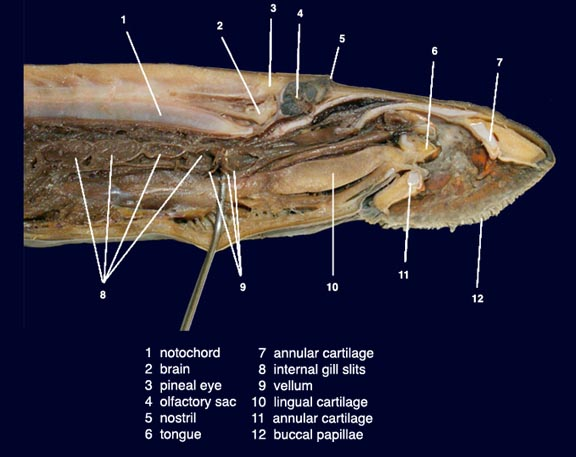 3
4
1
2
5
6
7
8
9
10
11
12
1 notochord
2 brain
3 pineal eye
4 olfactory sac
5 nostril
6 tongue
7 annular cartilage
8 internal gill slits
9 vellum
10 lingual cartilage
11 annular cartilage
12 buccal papillae